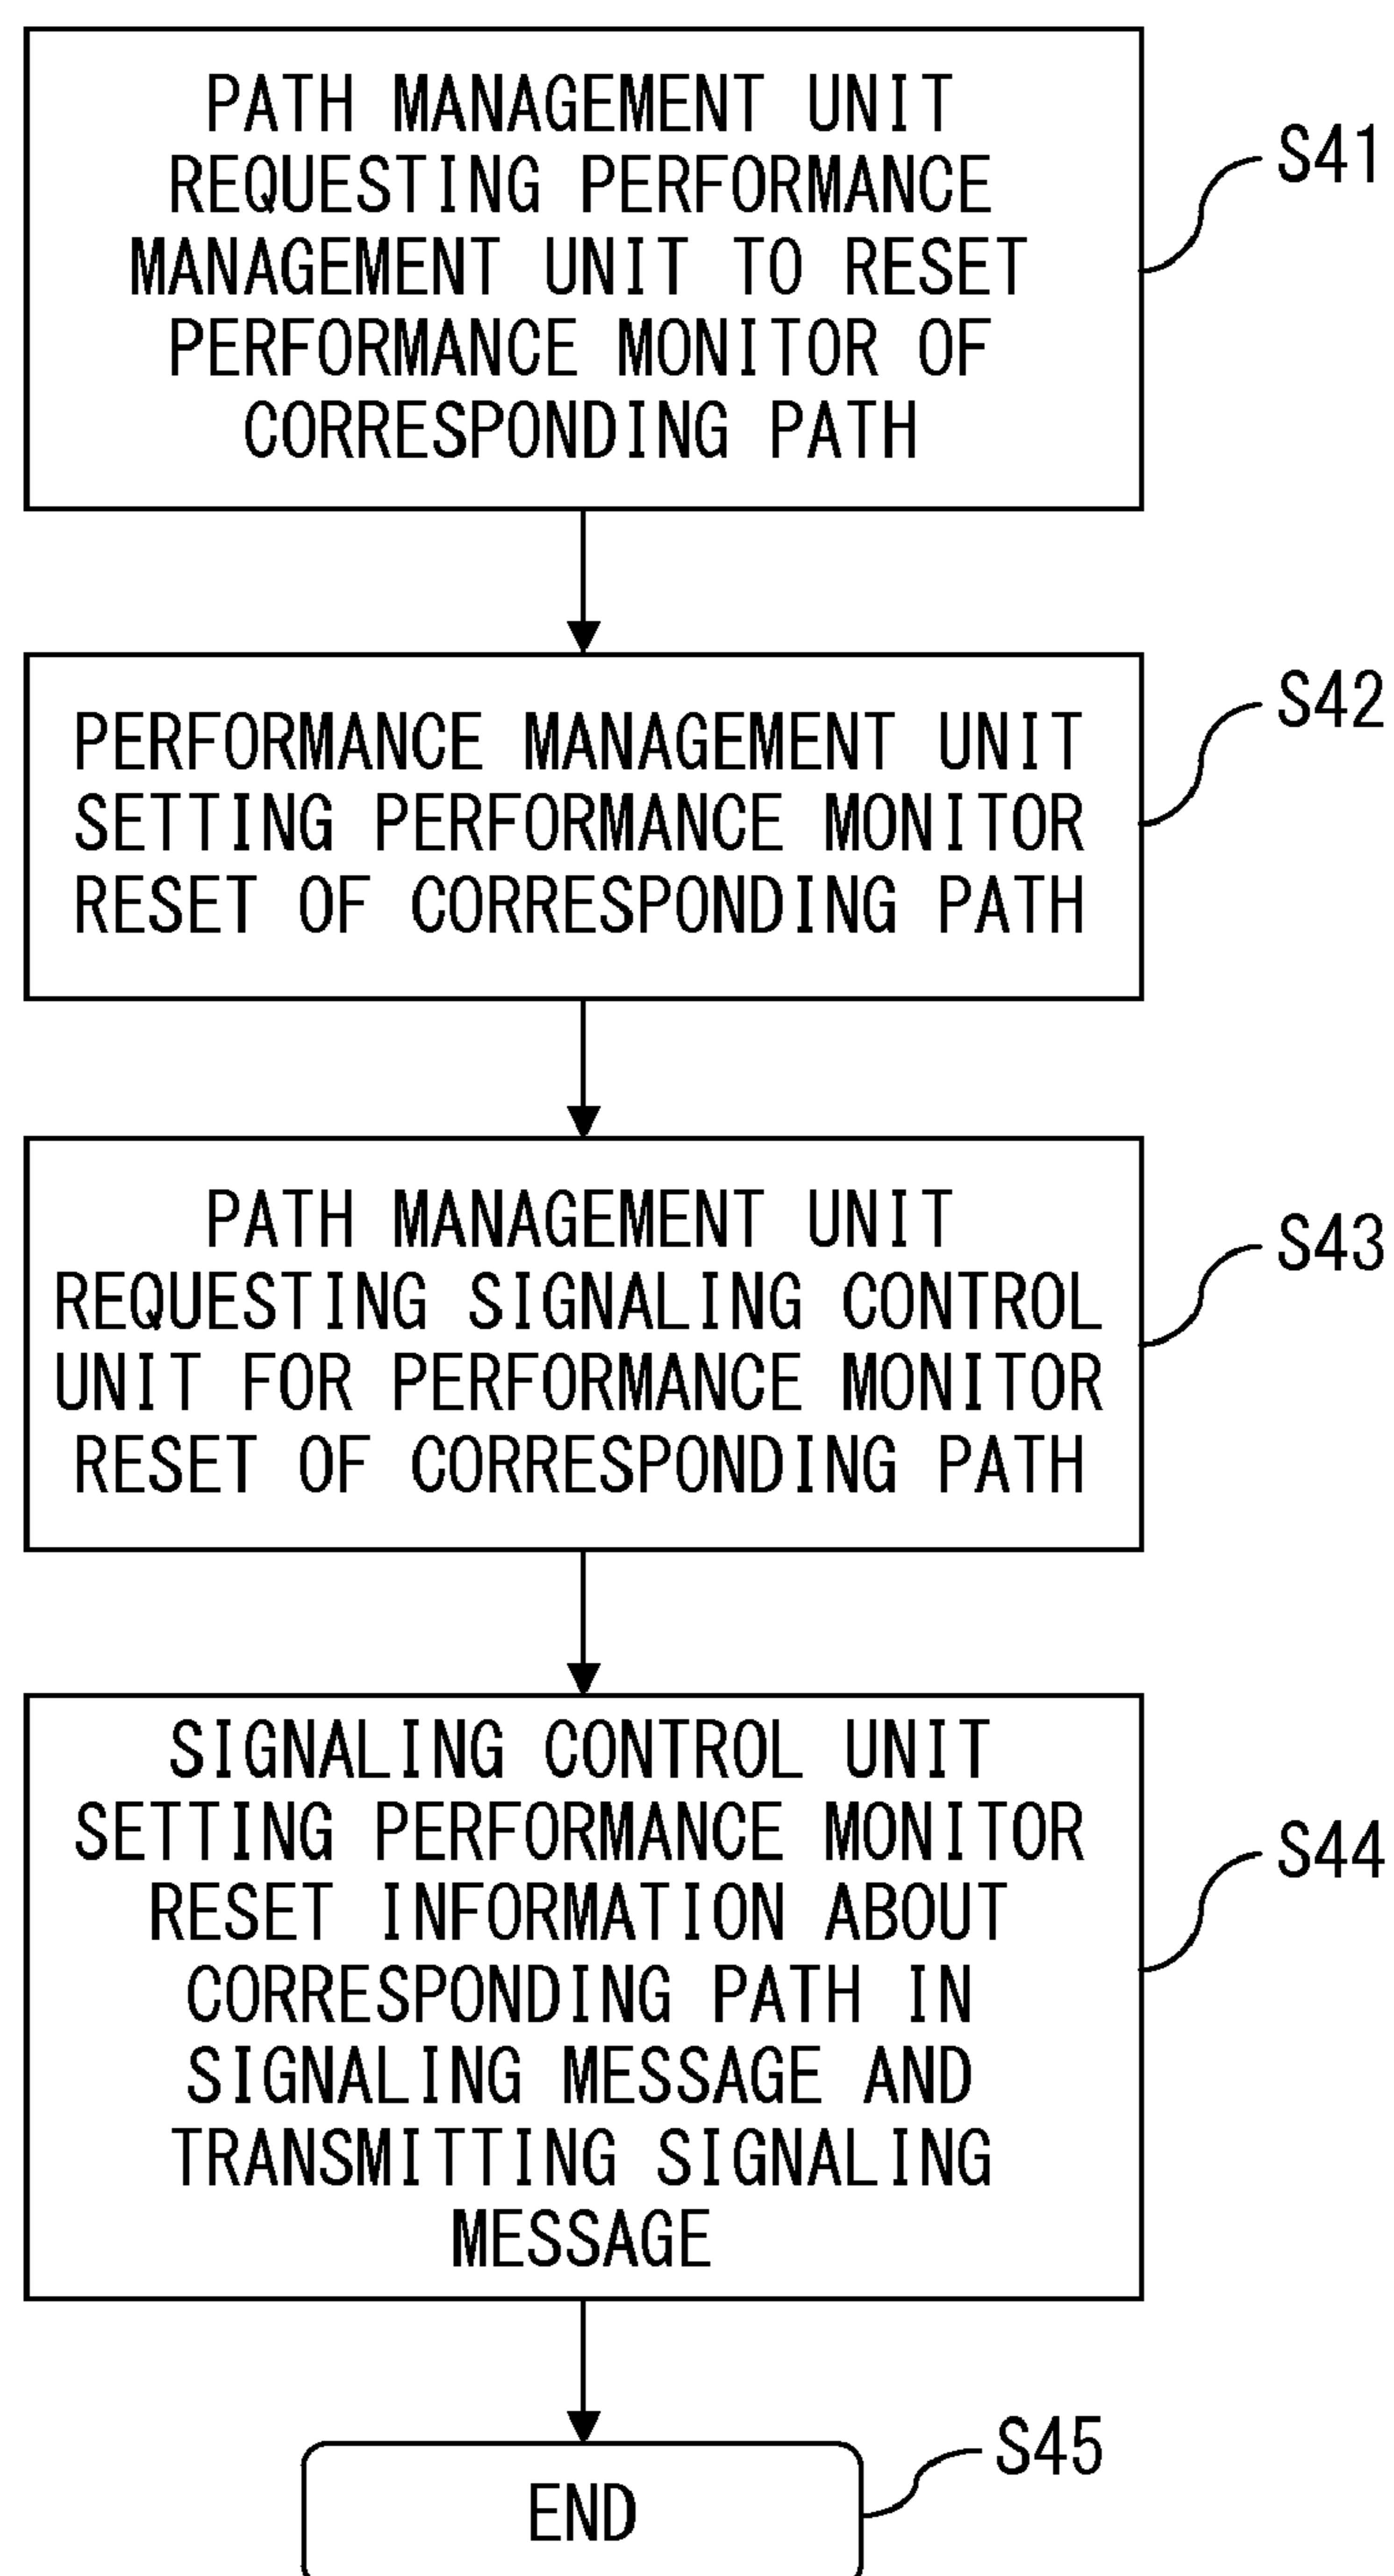 PATH MANAGEMENT UNIT
REQUESTING PERFORMANCE
MANAGEMENT UNIT TO RESET
PERFORMANCE MONITOR OF
CORRESPONDING PATH
S41
PERFORMANCE MANAGEMENT UNIT
SETTING PERFORMANCE MONITOR
RESET OF CORRESPONDING PATH
S42
PATH MANAGEMENT UNIT
REQUESTING SIGNALING CONTROL
UNIT FOR PERFORMANCE MONITOR
RESET OF CORRESPONDING PATH
S43
SIGNALING CONTROL UNIT
SETTING PERFORMANCE MONITOR
RESET INFORMATION ABOUT
CORRESPONDING PATH IN
SIGNALING MESSAGE AND
TRANSMITTING SIGNALING
MESSAGE
S44
END
S45